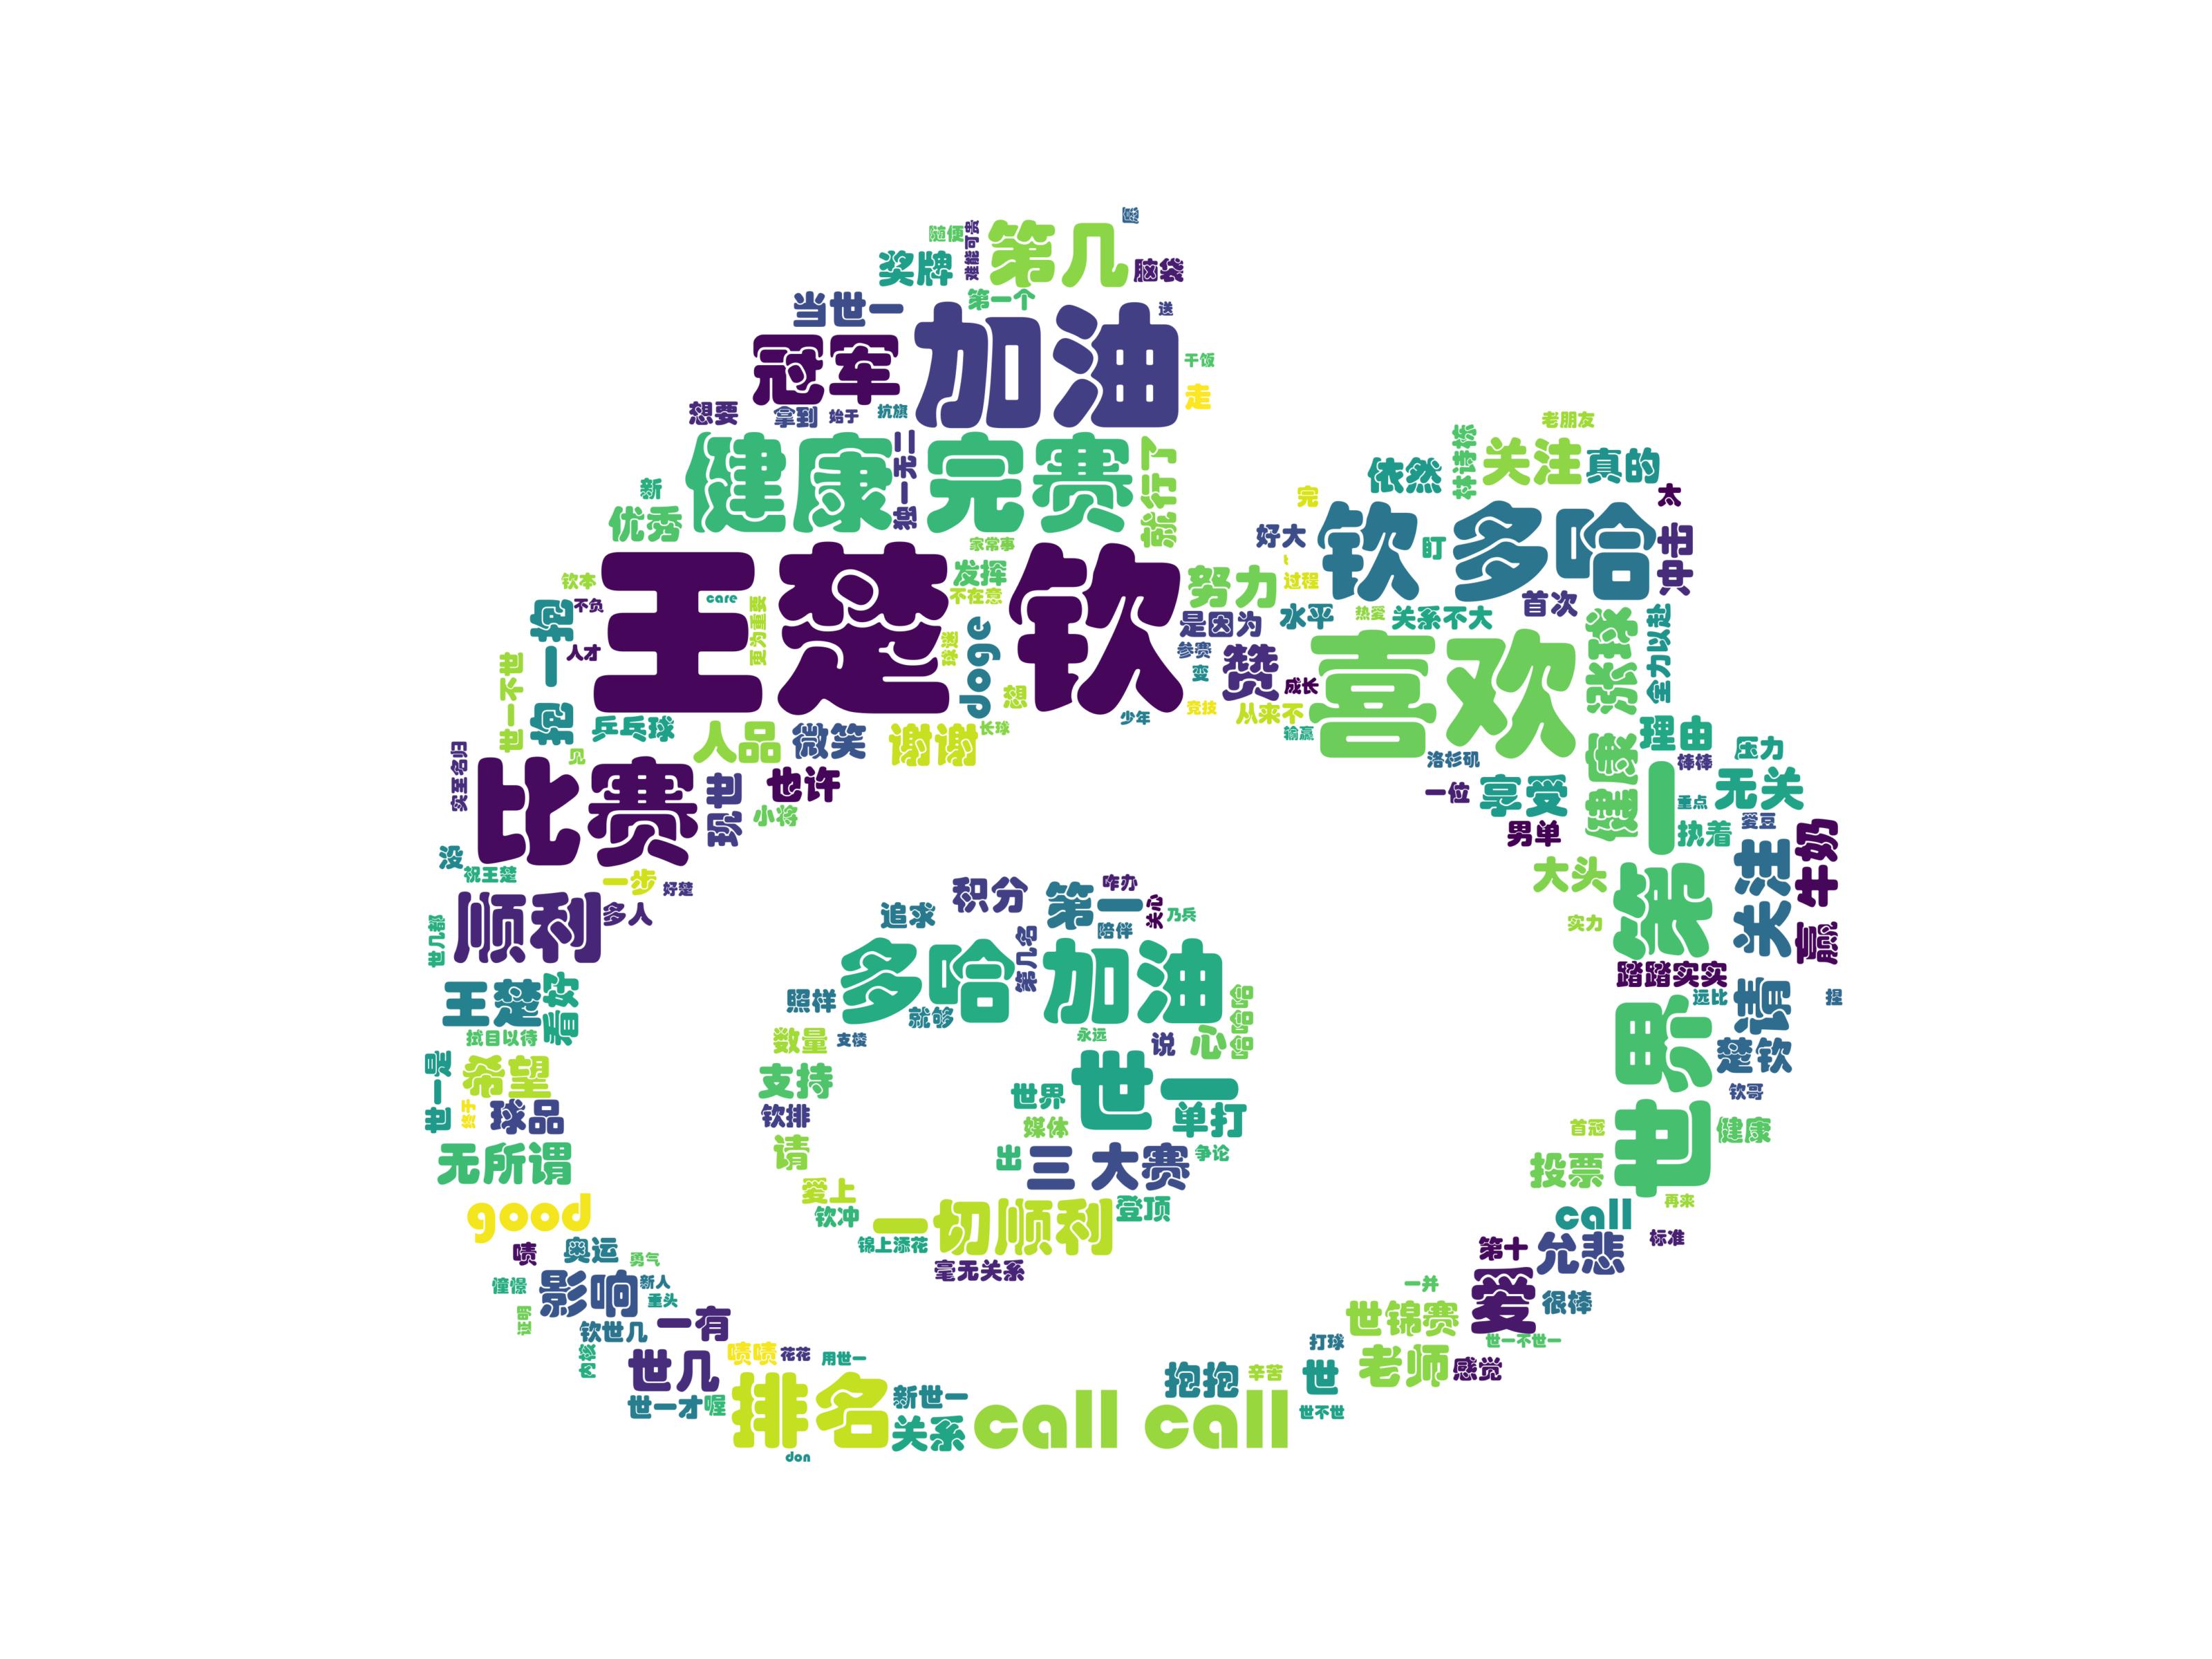 愿
随便
难能可贵
第几
奖牌
脑袋
第一个
当世一
送
冠军
加油
干饭
走
想要
拿到
始于
抗旗
老朋友
健康
独一无二
完赛
就行了
依然
林诗栋
关注
真的
新
优秀
完
太
家常事
好大
钦
盯
多哈
冲击
钦本
王楚钦
care
更为重要
发挥
不在意
努力
过程
抱一抱
不负
是因为
水平
热爱
关系不大
首次
人才
球迷
doge
参赛
变
赞
喜欢
张球
全力以赴
世一不世
想
成长
少年
竞技
从来不
乒乓球
人品
微笑
谢谢
长球
输赢
健康
理由
见
洛杉矶
棒棒
压力
实至名归
比赛
玑世
也许
小将
一位
享受
世界第一
重点
无关
男单
执着
爱豆
牛奶
没
祝王楚
一步
好楚
积分
第一
咋办
关心
大头
关注
顺利
多人
追求
陪伴
乃兵
实力
赢
世几都
第几名
多哈
加油
踏踏实实
王楚
看好
照样
就够
哈哈哈
远比
请
捏
拭目以待
数量
支棱
永远
说
心
楚钦
世一是
希望
支持
世界
世一
钦哥
终于
球品
钦排
媒体
单打
首冠
健康
无所谓
请
出
三
大赛
争论
投票
爱上
再来
good
钦冲
一切顺利
登顶
call
锦上添花
标准
啧
奥运
勇气
毫无关系
第十
允悲
憧憬
影响
新人
重头
一并
爱
很棒
证明
钦世几
一有
世锦赛
世一不世一
内核
世几
啧啧
花花
用世一
打球
老师
感觉
世一才
喔
排名
新世一
抱抱
辛苦
世
关系
call
call
世不世
don